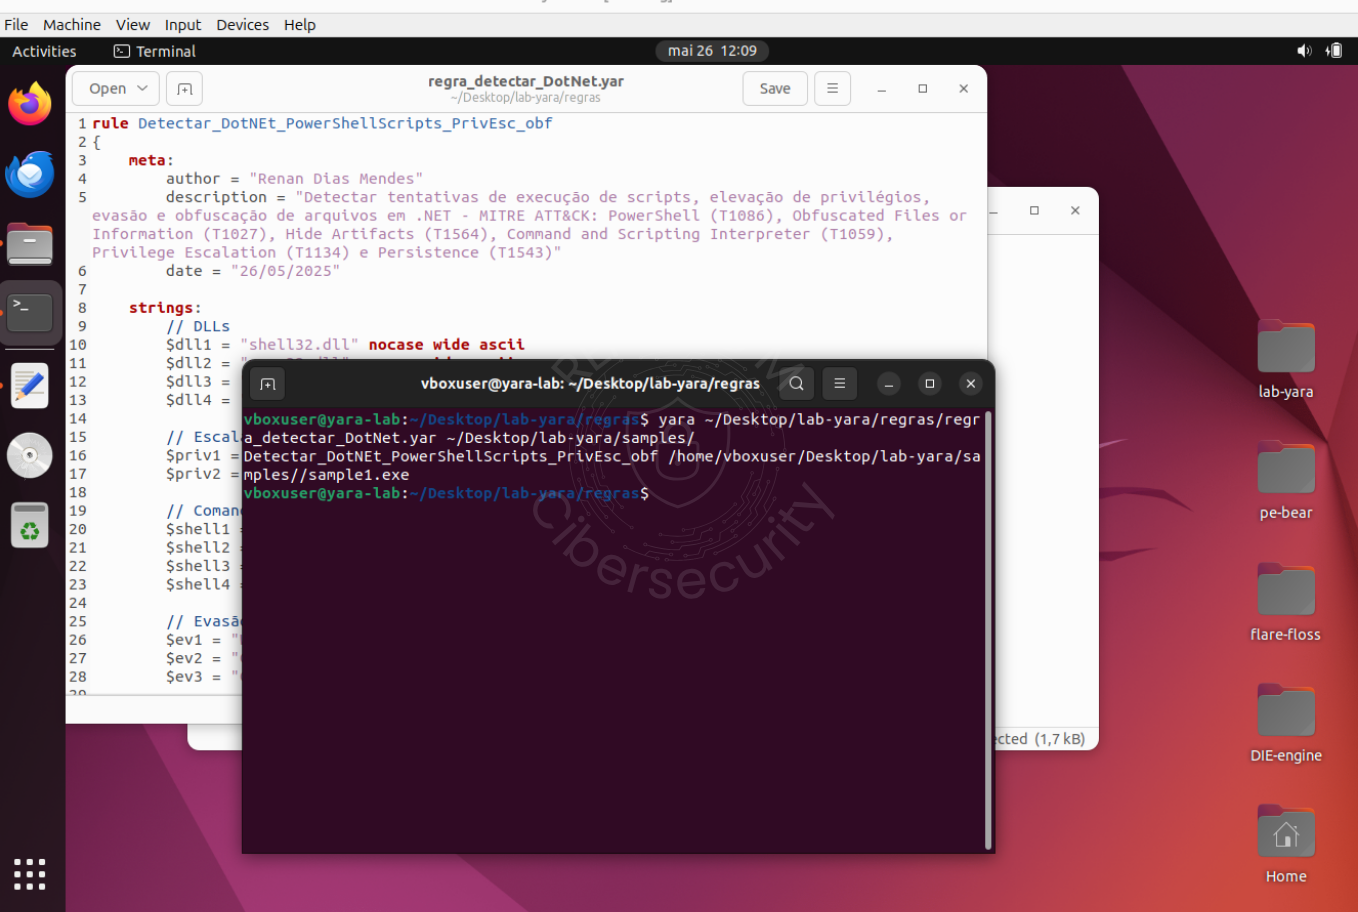 File Machine View Input Devices Help
Activities Terminal mai 26 12:09
Open regra_detectar_DotNet.yar Save
~/Desktop/lab-yara/regras
1 rule Detectar_DotNEt_PowerShellScripts_PrivEsc_obf
2 {
3 meta:
4 author = "Renan Dias Mendes"
5 description = "Detectar tentativas de execução de scripts, elevação de privilégios,
evasão e obfuscação de arquivos em .NET - MITRE ATT&CK: PowerShell (T1086), Obfuscated Files or
Information (T1027), Hide Artifacts (T1564), Command and Scripting Interpreter (T1059),
Privilege Escalation (T1134) e Persistence (T1543)"
6 date = "26/05/2025"
7
8 strings:
9 // DLLs
10 $dll1 = "shell32.dll" nocase wide ascii
11 $dll2 =
12 $dll3 =
13 $dll4 =
14
15 // Escal
16 $priv1 =
17 $priv2 =
18
19 // Coman
20 $shell1 =
21 $shell2
22 $shell3
23 $shell4
24
25 // Evasã
26 $ev1 = "
27 $ev2 = "
28 $ev3 = "
29
vboxuser@yara-lab: ~/Desktop/lab-yara/regras
vboxuser@yara-lab:~/Desktop/lab-yara/regras$ yara ~/Desktop/lab-yara/regras/regr
a_detectar_DotNet.yar ~/Desktop/lab-yara/samples/
Detectar_DotNEt_PowerShellScripts_PrivEsc_obf /home/vboxuser/Desktop/lab-yara/sa
mples//sample1.exe
vboxuser@yara-lab:~/Desktop/lab-yara/regras$
Cibersecurity
ected (1,7 kB)
lab-yara
pe-bear
flare-floss
DIE-engine
Home